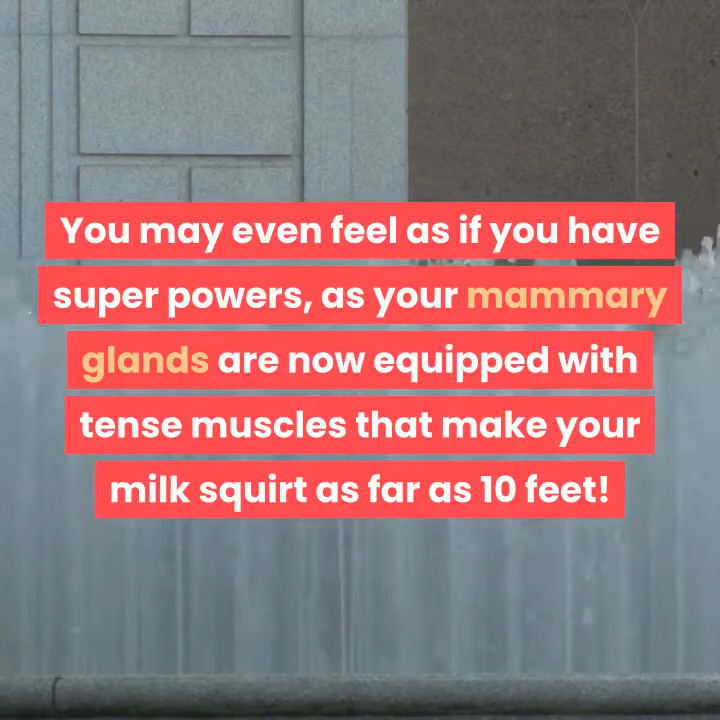 You may even feel as if you have
super powers, as your mammary
glands are now equipped with
tense muscles that make your
milk squirt as far as 10 feet!